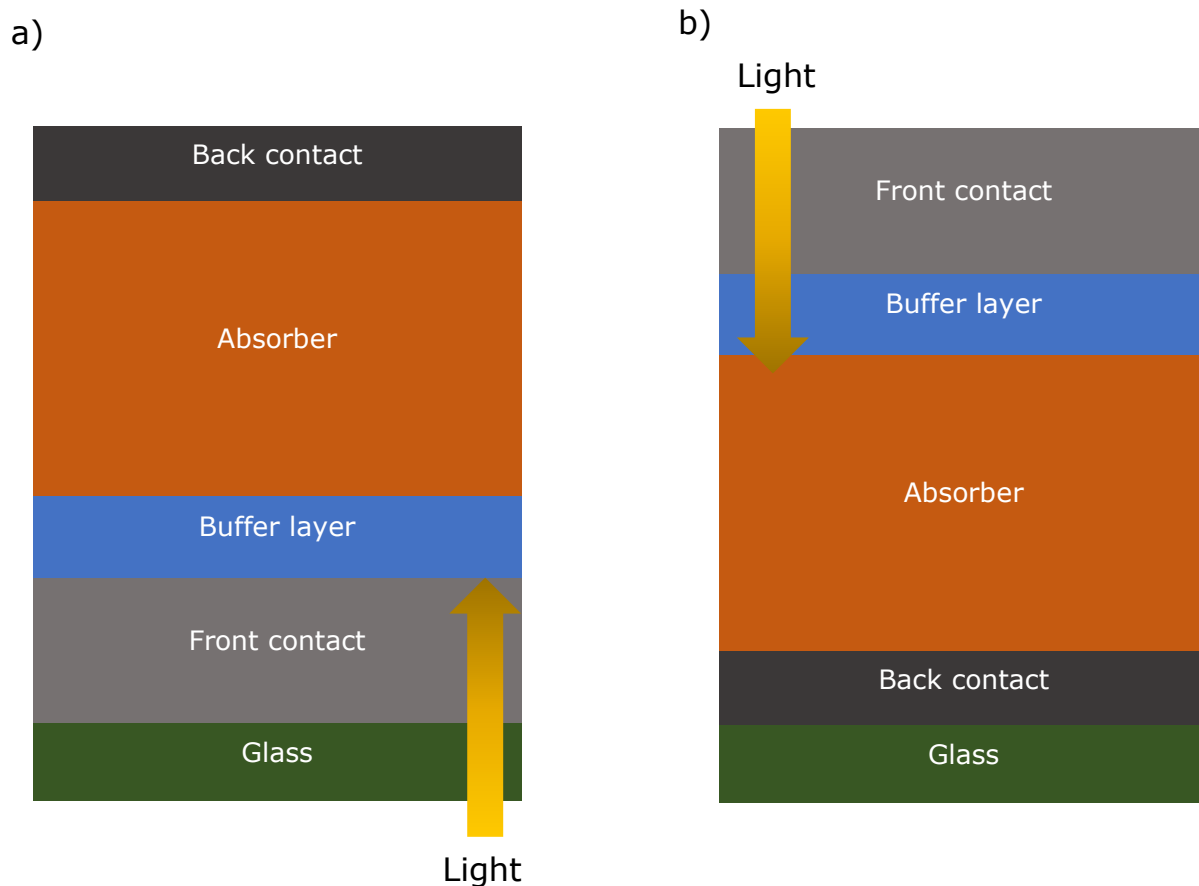 a)
Back contact
Absorber
Buffer layer
Front contact
Glass
Light
b)
Light
Front contact
Buffer layer
Absorber
Back contact
Glass